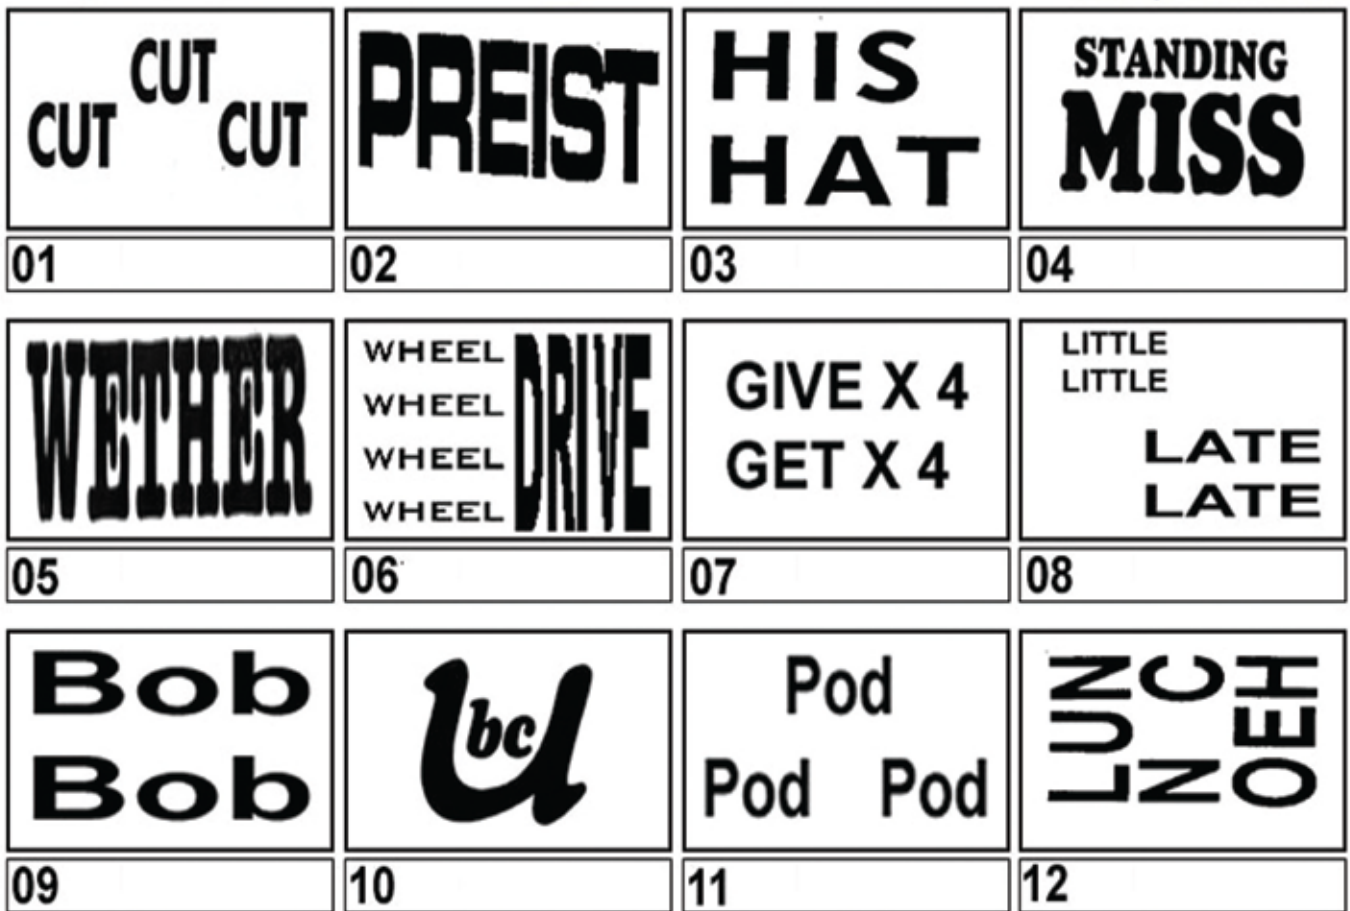 CUT
CUT CUT
01
PREIST
02
HIS
HAT
03
STANDING
MISS
04
WETHER
05
WHEEL
WHEEL
WHEEL
WHEEL
DRIVE
06
GIVE X 4
GET X 4
07
LITTLE
LITTLE
LATE
LATE
08
Bob
Bob
09
U
bc
10
Pod
Pod Pod
11
LUN
N C
OEH
12